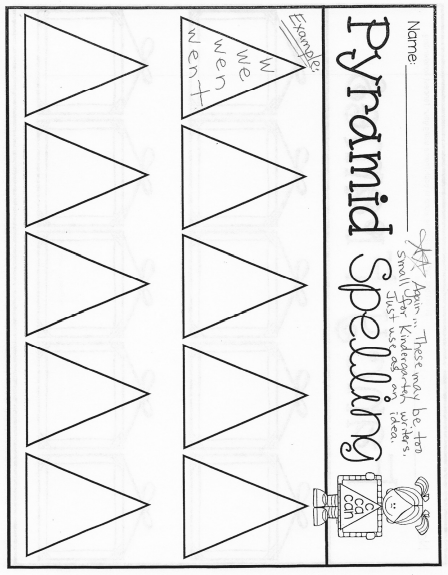 Name:
Pyramid Spelling
Again... These may be too
small for Kindergarten writers.
Just use as an idea.
c
ca
can
Example:
w
we
wen
went